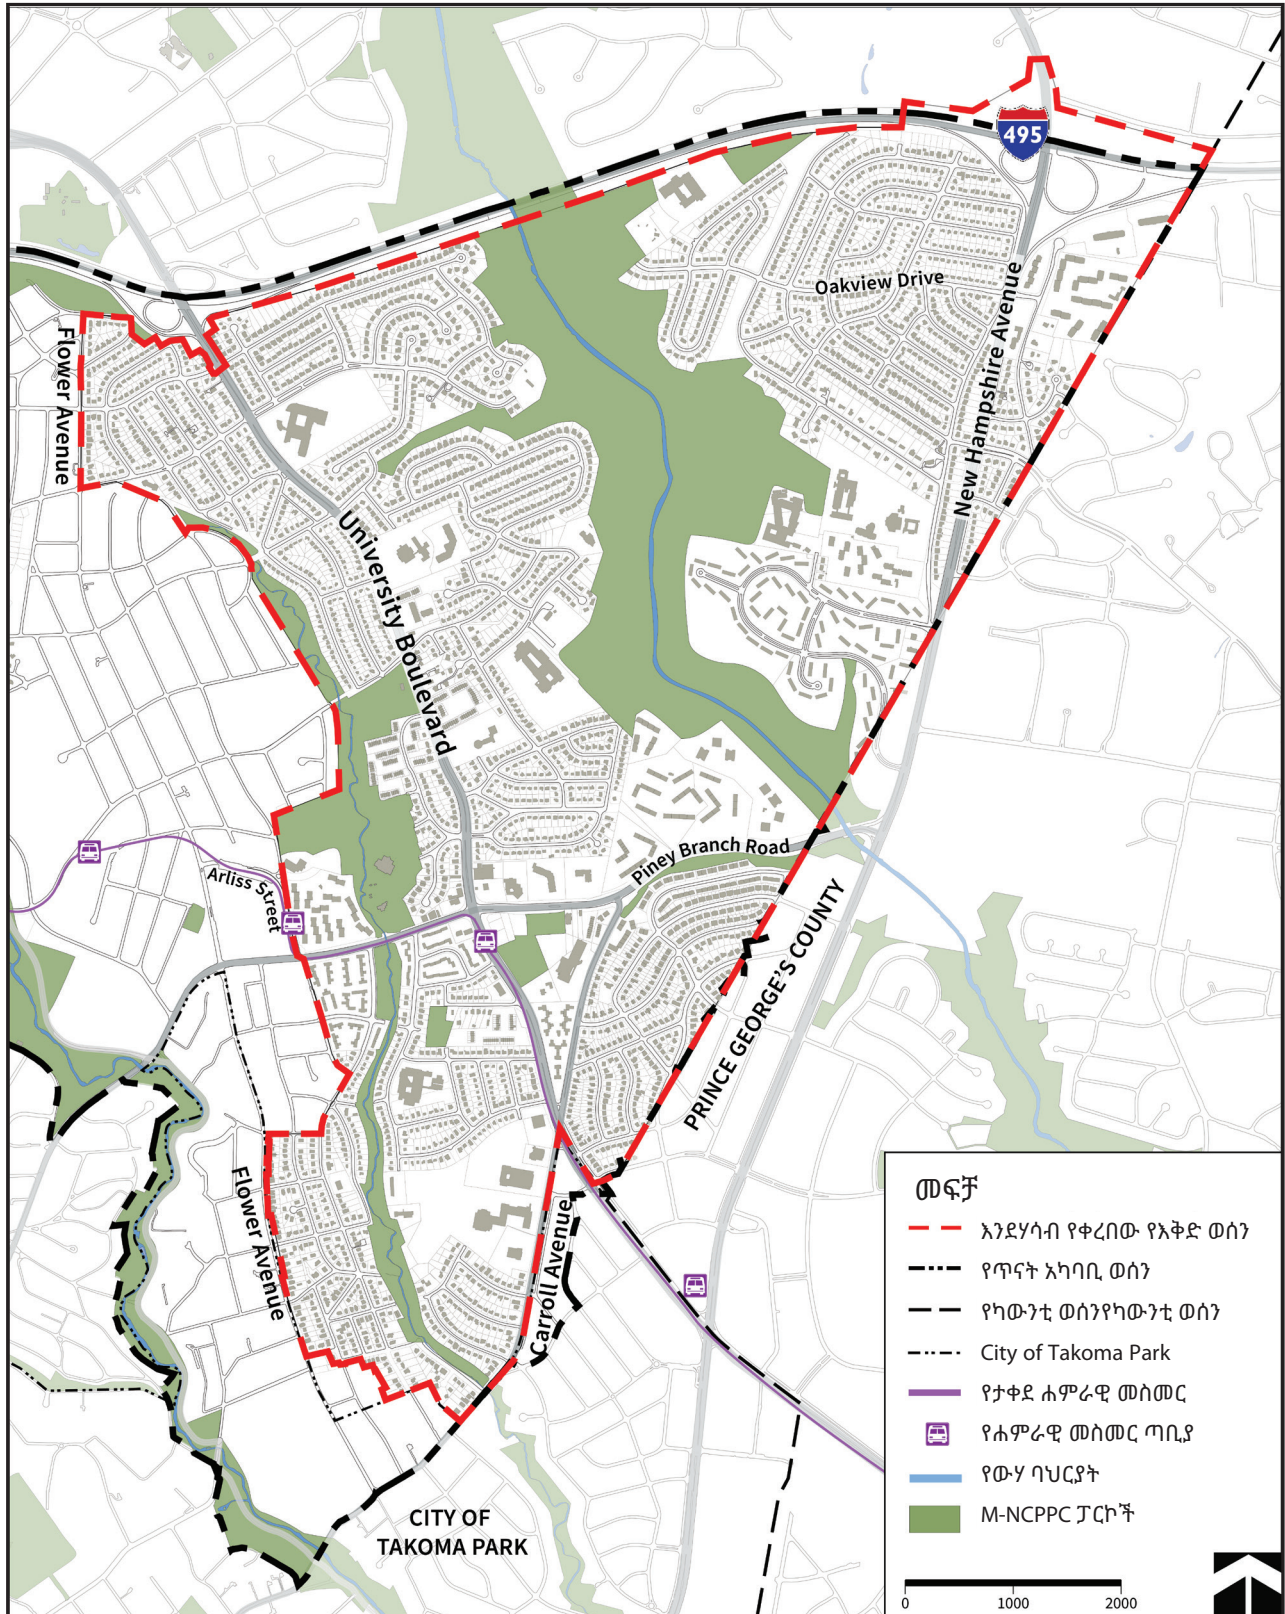 495
Oakview Drive
New Hampshire Avenue
Flower Avenue
University Boulevard
Piney Branch Road
Arliss Street
PRINCE GEORGE'S COUNTY
Flower Avenue
Carroll Avenue
CITY OF
TAKOMA PARK
መፍቻ
እንደሃሳብ የቀረበው የእቅድ ወሰን
የጥናት አካባቢ ወሰን
የካውንቲ ወሰንየካውንቲ ወሰን
City of Takoma Park
የታቀደ ሐምራዊ መስመር
የሐምራዊ መስመር ጣቢያ
የውሃ ባህርያት
M-NCPPC ፓርኮች
0 1000 2000